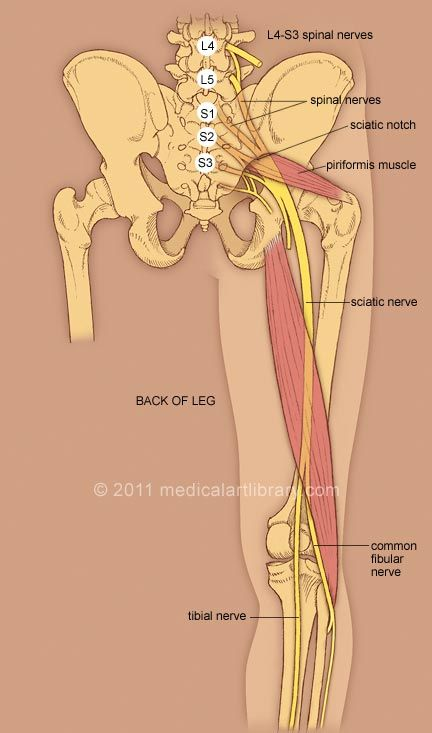 L4
L4-S3 spinal nerves
L5
S1
spinal nerves
S2
sciatic notch
S3
piriformis muscle
sciatic nerve
BACK OF LEG
© 2011 medicalartlibrary.com
common
fibular
nerve
tibial nerve